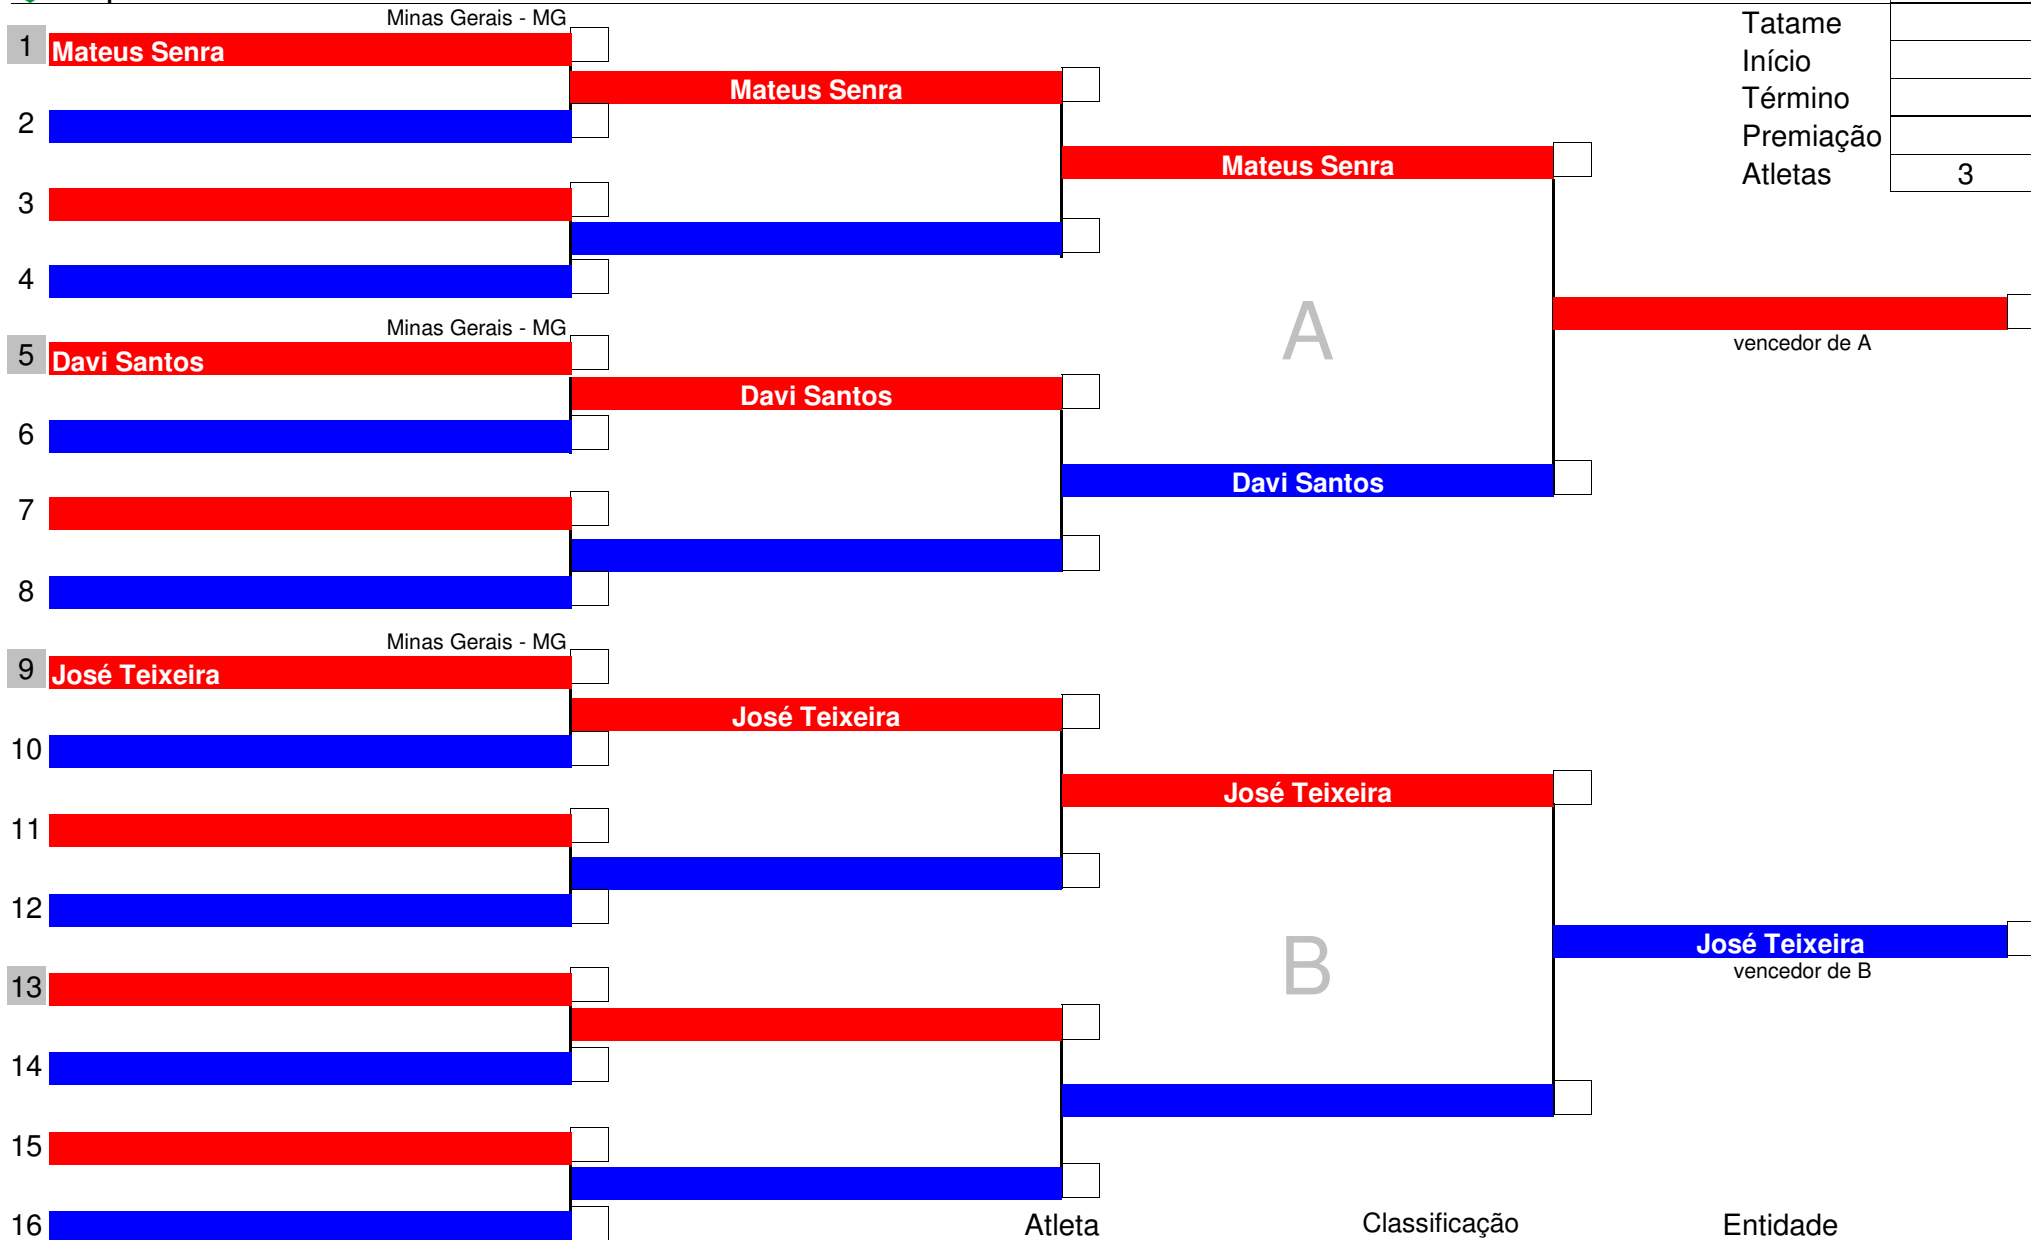 Minas Gerais - MG
Tatame
1 Mateus Senra
Mateus Senra
Início
Término
2
Premiação
Mateus Senra
Atletas 3
3
4
A
Minas Gerais - MG
vencedor de A
5 Davi Santos
Davi Santos
6
Davi Santos
7
8
Minas Gerais - MG
9 José Teixeira
José Teixeira
10
José Teixeira
11
12
José Teixeira
B
vencedor de B
13
14
15
16
Atleta Classificação Entidade